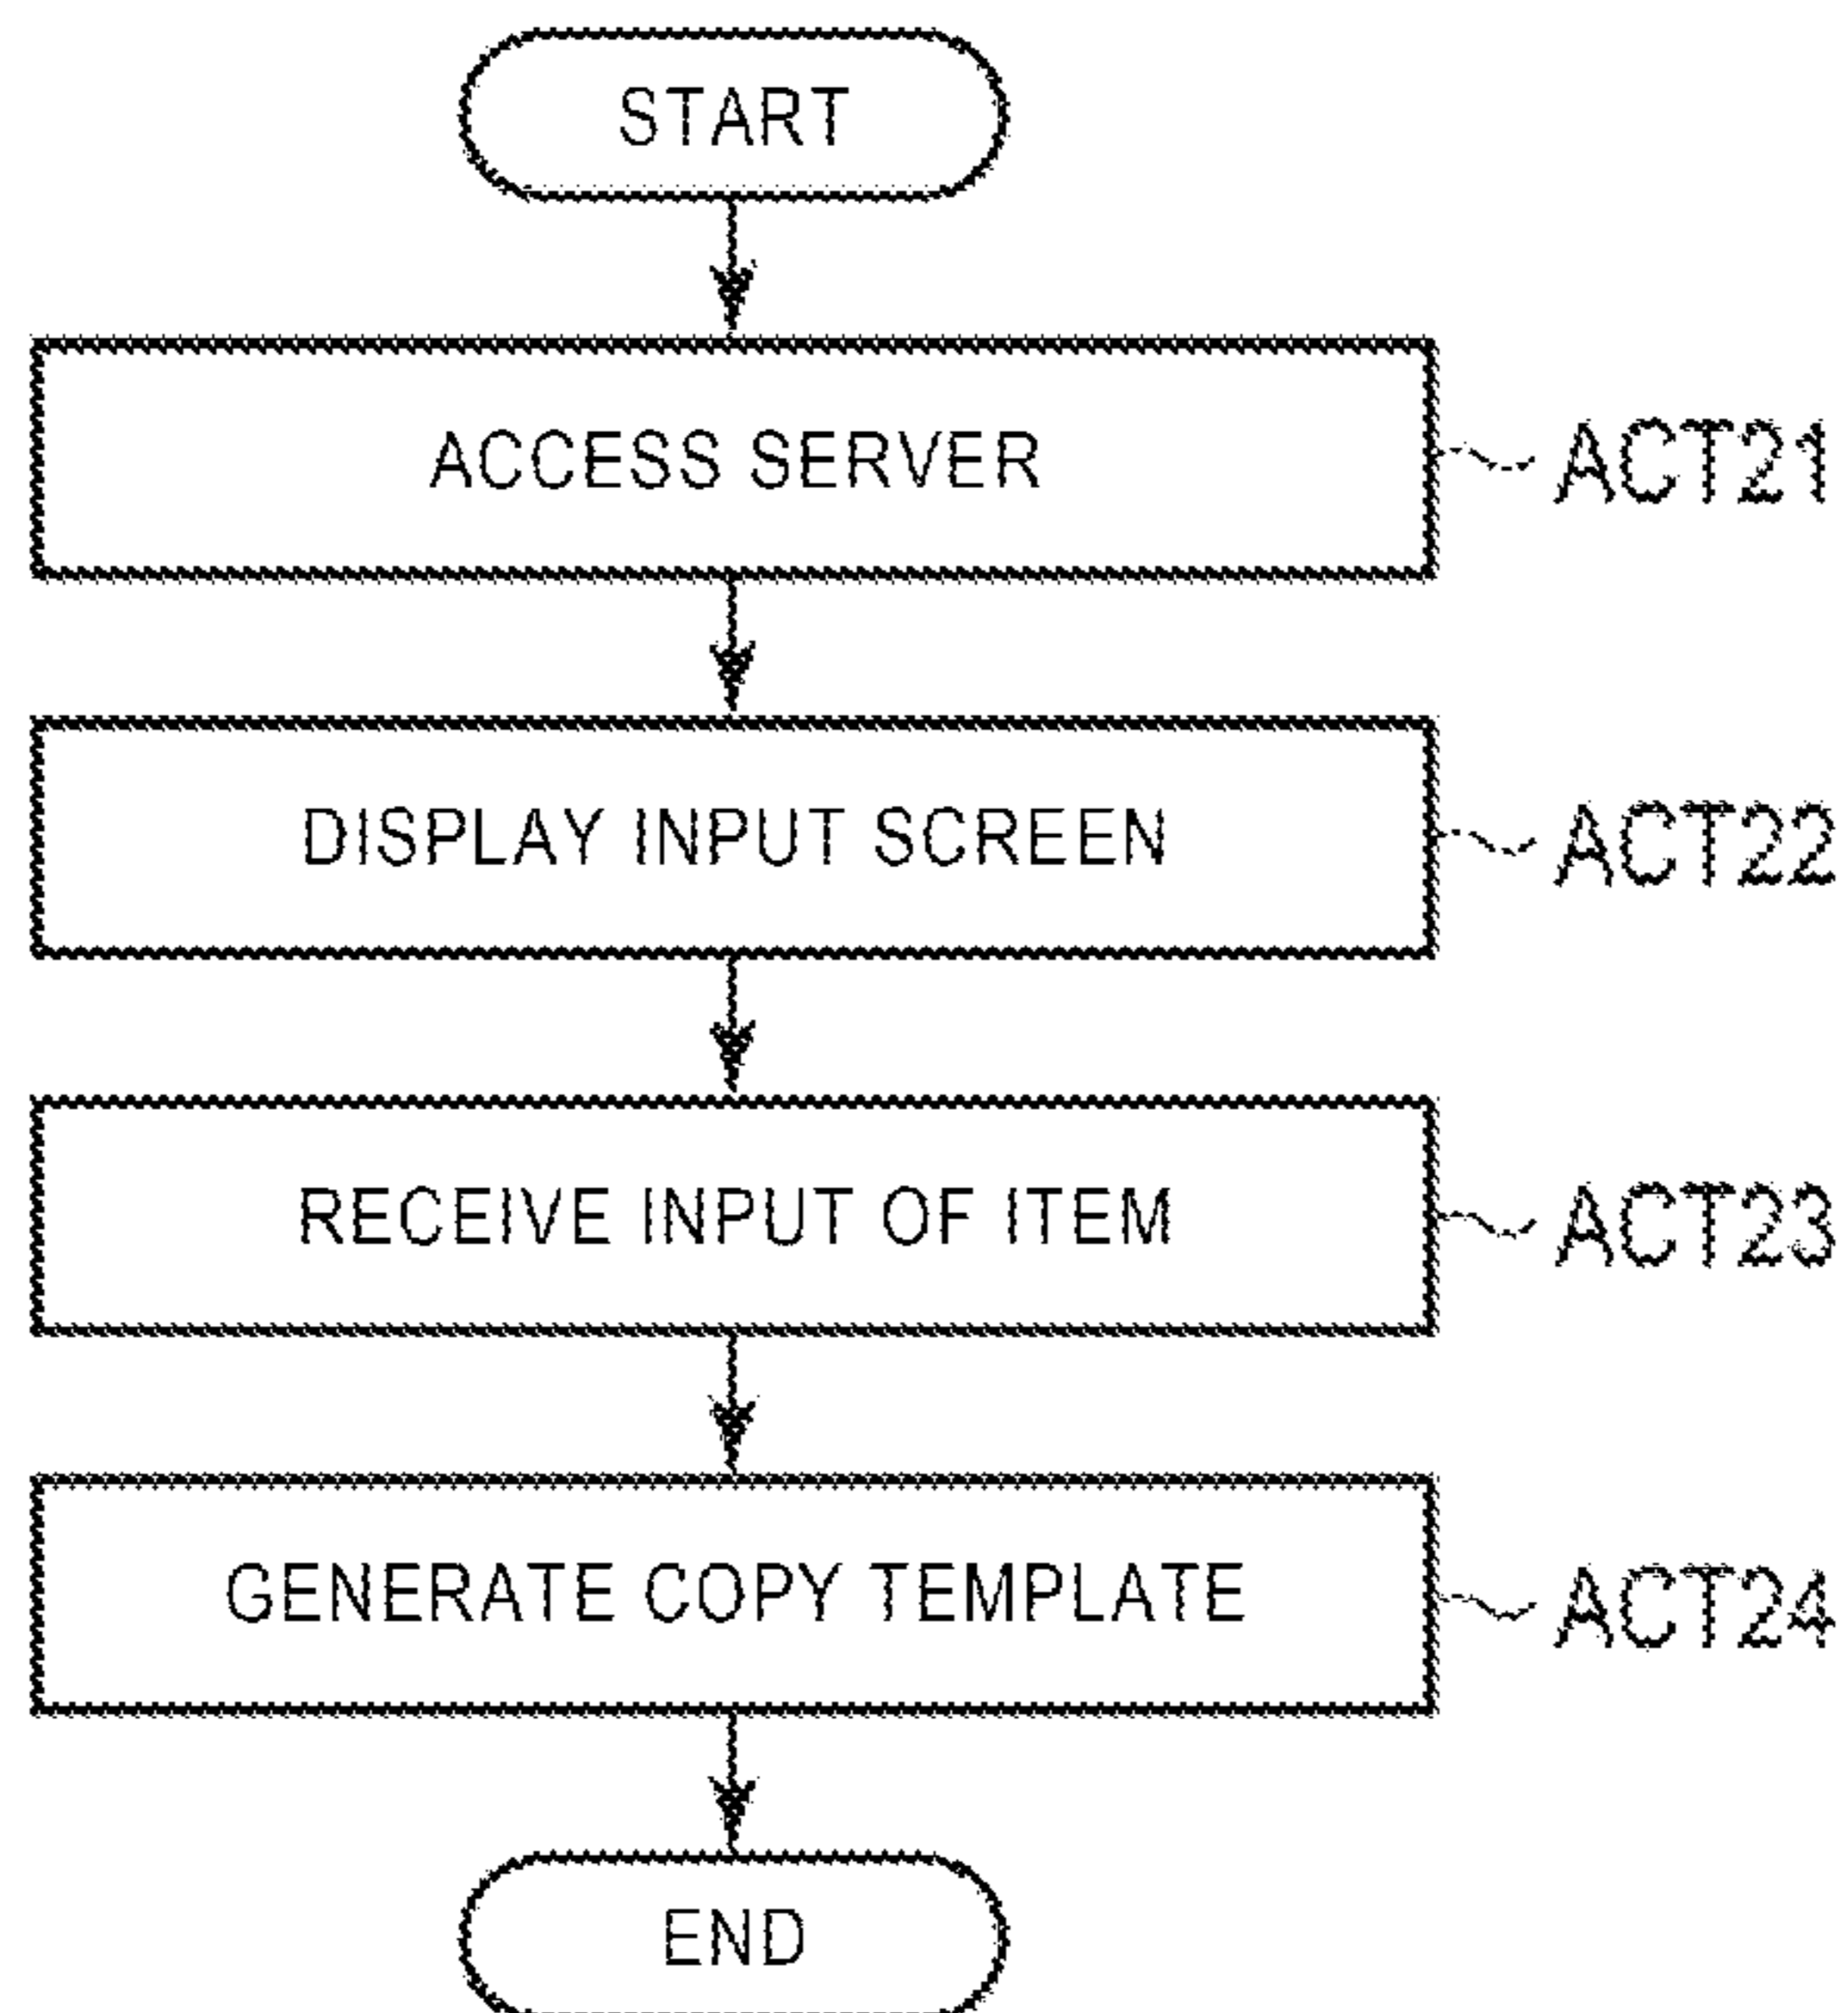 START
ACCESS SERVER
ACT21
DISPLAY INPUT SCREEN
ACT22
RECEIVE INPUT OF ITEM
ACT23
GENERATE COPY TEMPLATE
ACT24
END